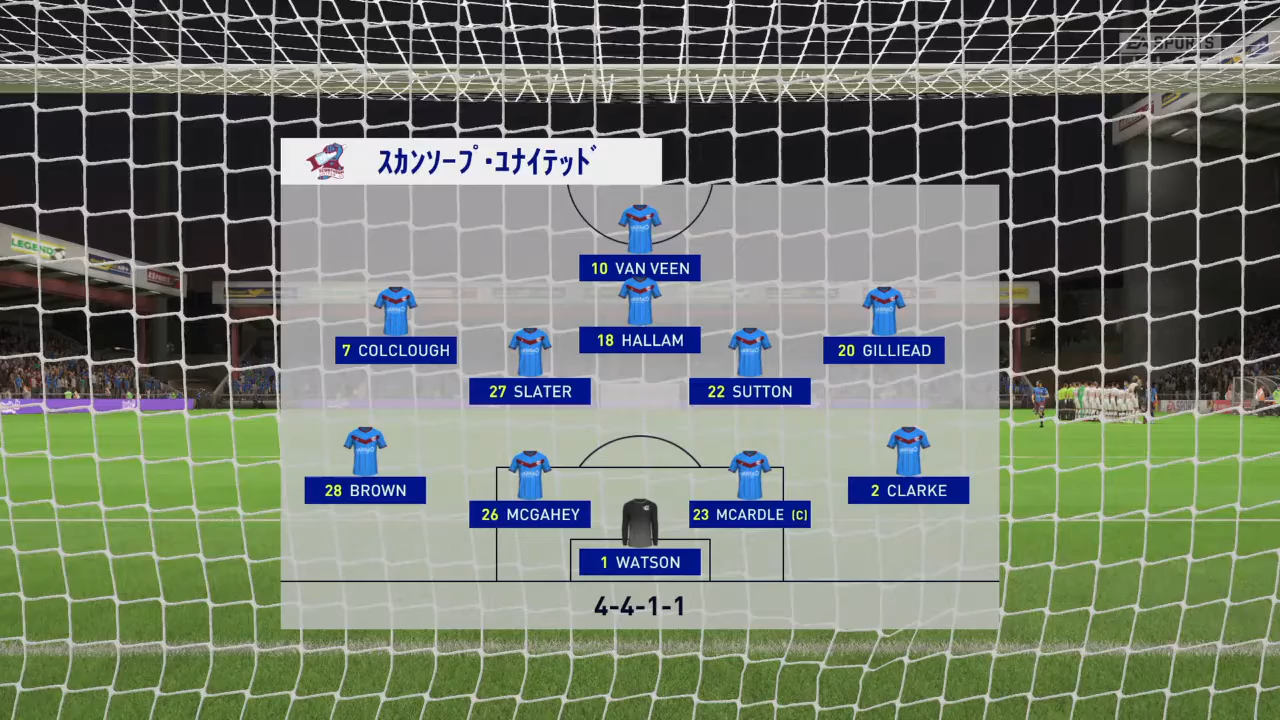 EA SPORTS
ｽｶﾝｿｰﾌﾟ･ﾕﾅｲﾃｯﾄﾞ
10 VAN VEEN
7 COLCLOUGH
18 HALLAM
20 GILLIEAD
27 SLATER
22 SUTTON
28 BROWN
2 CLARKE
26 MCGAHEY
23 MCARDLE (C)
1 WATSON
4-4-1-1
LEGEND